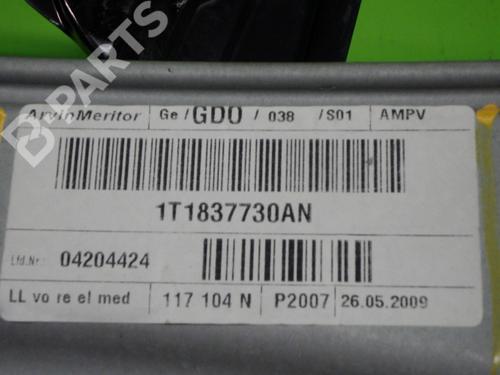 B PARTS
ArvinMeritor Ge / GDO / 038 / S01 AMPV
1T1837730AN
Lfd.Nr.: 04204424
LL vo re el med 117 104 N P2007 26.05.2009